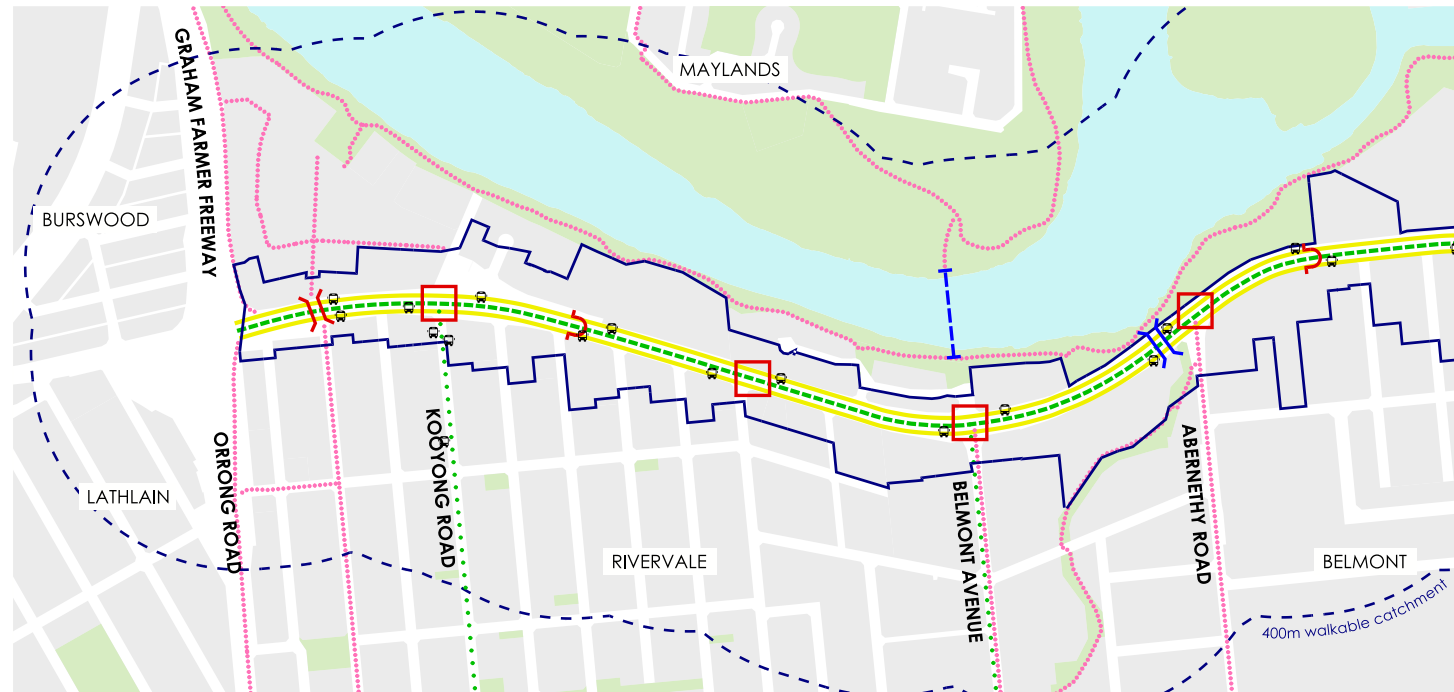 MAYLANDS
GRAHAM FARMER FREEWAY
BURSWOOD
ORRONG ROAD
KOOYONG ROAD
LATHLAIN
RIVERVALE
BELMONT AVENUE
ABERNETHY ROAD
BELMONT
400m walkable catchment